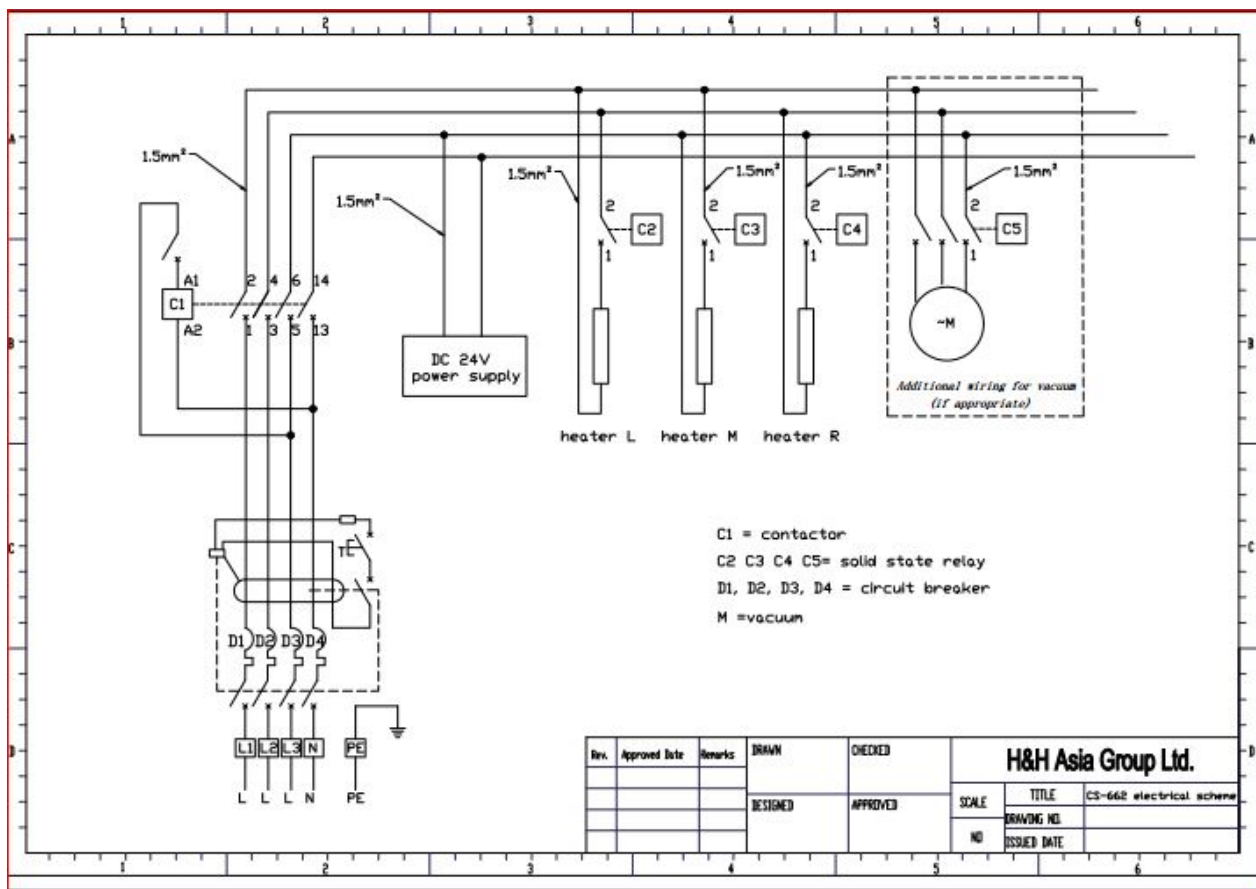 1 2 3 4 5 6
A A
1.5mm²
1.5mm²
1.5mm²
1.5mm²
1.5mm²
1.5mm²
2 2 2 2
C2 C3 C4 C5
1 1 1 1
A1 2 4 6 14
C1
A2 1 3 5 13
B B
DC 24V
power supply
~M
Additional wiring for vacuum
(if appropriate)
heater L heater M heater R
C1 = contactor
C2 C3 C4 C5= solid state relay
D1, D2, D3, D4 = circuit breaker
M =vacuum
C C
T
D1 D2 D3 D4
L1 L2 L3 N PE
L L L N PE
D D
Rev. Approved Date Remarks DRAWN CHECKED
H&H Asia Group Ltd.
DESIGNED APPROVED SCALE TITLE CS-662 electrical scheme
DRAWING NO.
NO ISSUED DATE
1 2 3 4 5 6